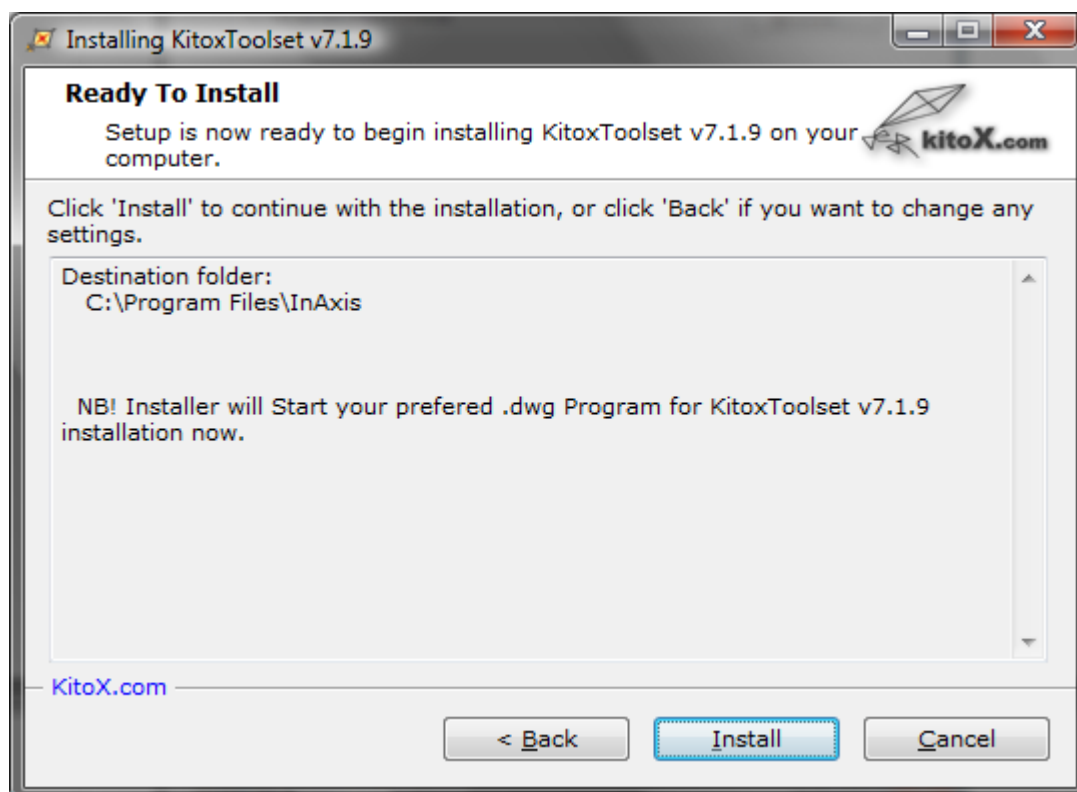 Installing KitoxToolset v7.1.9
Ready To Install
Setup is now ready to begin installing KitoxToolset v7.1.9 on your
computer.
kitoX.com
Click 'Install' to continue with the installation, or click 'Back' if you want to change any
settings.
Destination folder:
C:\Program Files\InAxis
NB! Installer will Start your prefered .dwg Program for KitoxToolset v7.1.9
installation now.
KitoX.com
< Back
Install
Cancel